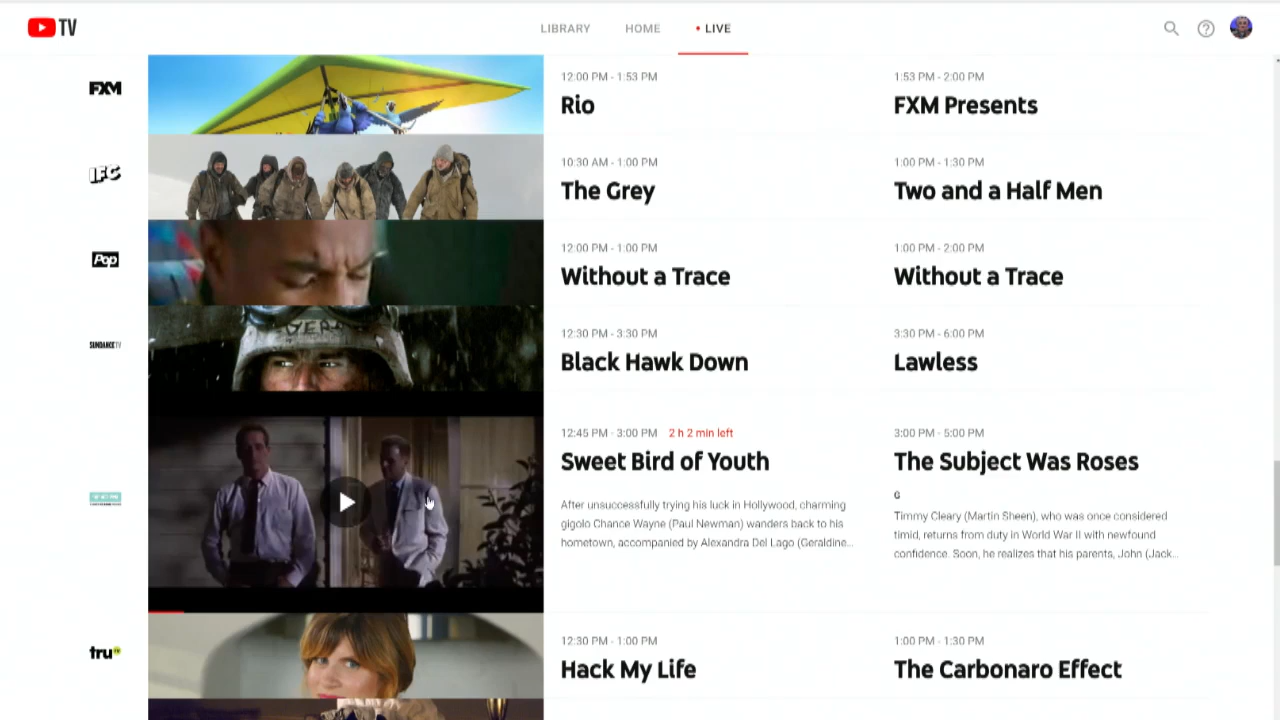 TV
LIBRARY
HOME
LIVE
FXM
12:00 PM - 1:53 PM
Rio
1:53 PM - 2:00 PM
FXM Presents
IFC
10:30 AM - 1:00 PM
The Grey
1:00 PM - 1:30 PM
Two and a Half Men
Pop
12:00 PM - 1:00 PM
Without a Trace
1:00 PM - 2:00 PM
Without a Trace
SUNDANCETV
12:30 PM - 3:30 PM
Black Hawk Down
3:30 PM - 6:00 PM
Lawless
12:45 PM - 3:00 PM 2 h 2 min left
Sweet Bird of Youth
After unsuccessfully trying his luck in Hollywood, charming
gigolo Chance Wayne (Paul Newman) wanders back to his
hometown, accompanied by Alexandra Del Lago (Geraldine...
3:00 PM - 5:00 PM
The Subject Was Roses
G
Timmy Cleary (Martin Sheen), who was once considered
timid, returns from duty in World War II with newfound
confidence. Soon, he realizes that his parents, John (Jack...
tru tv
12:30 PM - 1:00 PM
Hack My Life
1:00 PM - 1:30 PM
The Carbonaro Effect